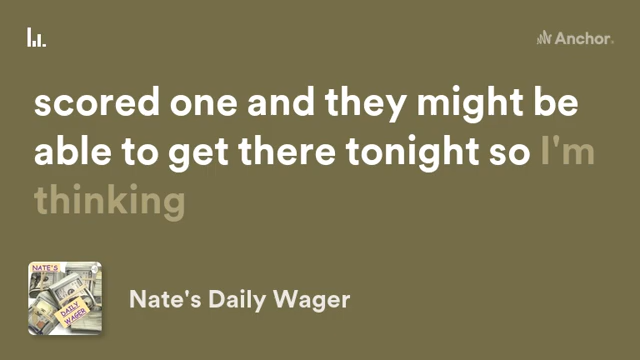 Anchor
scored one and they might be
able to get there tonight so I'm
thinking
NATE'S
DAILY
WAGER
Nate's Daily Wager